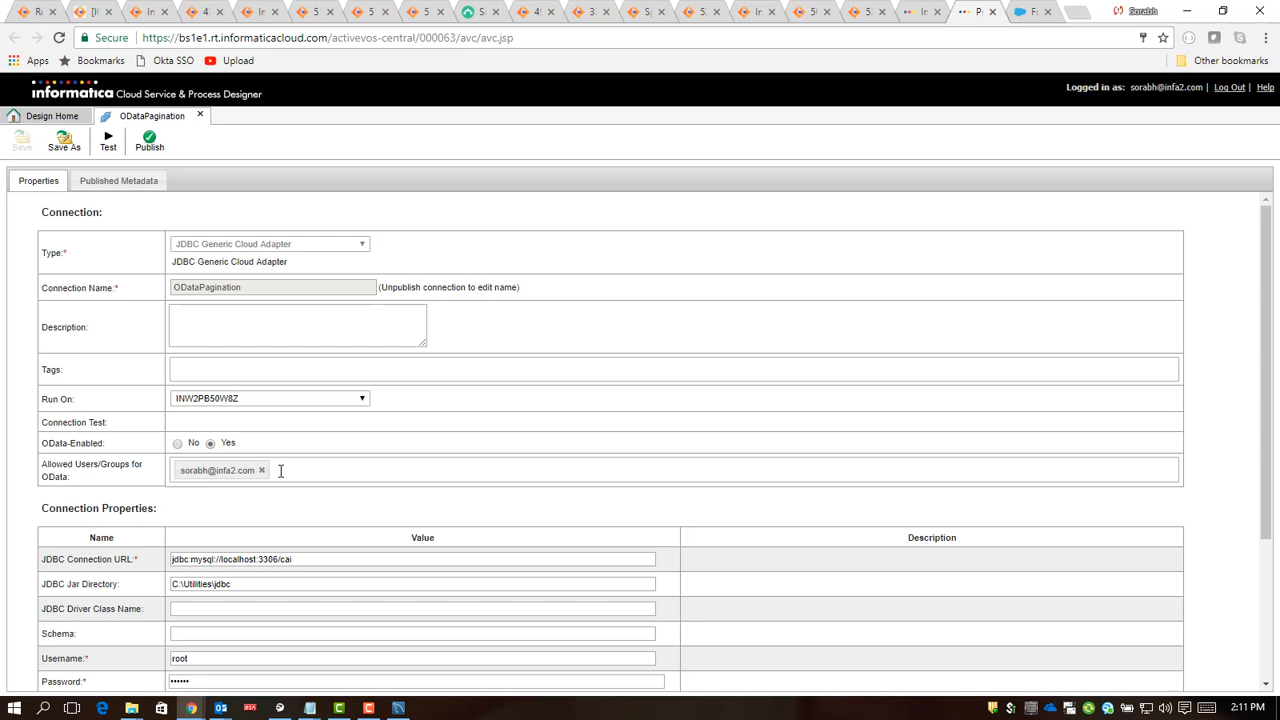 Sorabh
Secure
https://bs1e1.rt.informaticacloud.com/activevos-central/000063/avc/avc.jsp
Apps
Bookmarks
Okta SSO
Upload
Other bookmarks
informatica Cloud Service & Process Designer
Logged in as: sorabh@infa2.com | Log Out | Help
Design Home
ODataPagination
Save
Save As
Test
Publish
Properties
Published Metadata
Connection:
Type:*
JDBC Generic Cloud Adapter
JDBC Generic Cloud Adapter
Connection Name:*
ODataPagination
(Unpublish connection to edit name)
Description:
Tags:
Run On:
INW2PB50W8Z
Connection Test:
OData-Enabled:
No
Yes
Allowed Users/Groups for
OData:
sorabh@infa2.com
Connection Properties:
Name
Value
Description
JDBC Connection URL:*
jdbc:mysql://localhost:3306/cai
JDBC Jar Directory:
C:\Utilities\jdbc
JDBC Driver Class Name:
Schema:
Username:*
root
Password:*
••••••
2:11 PM